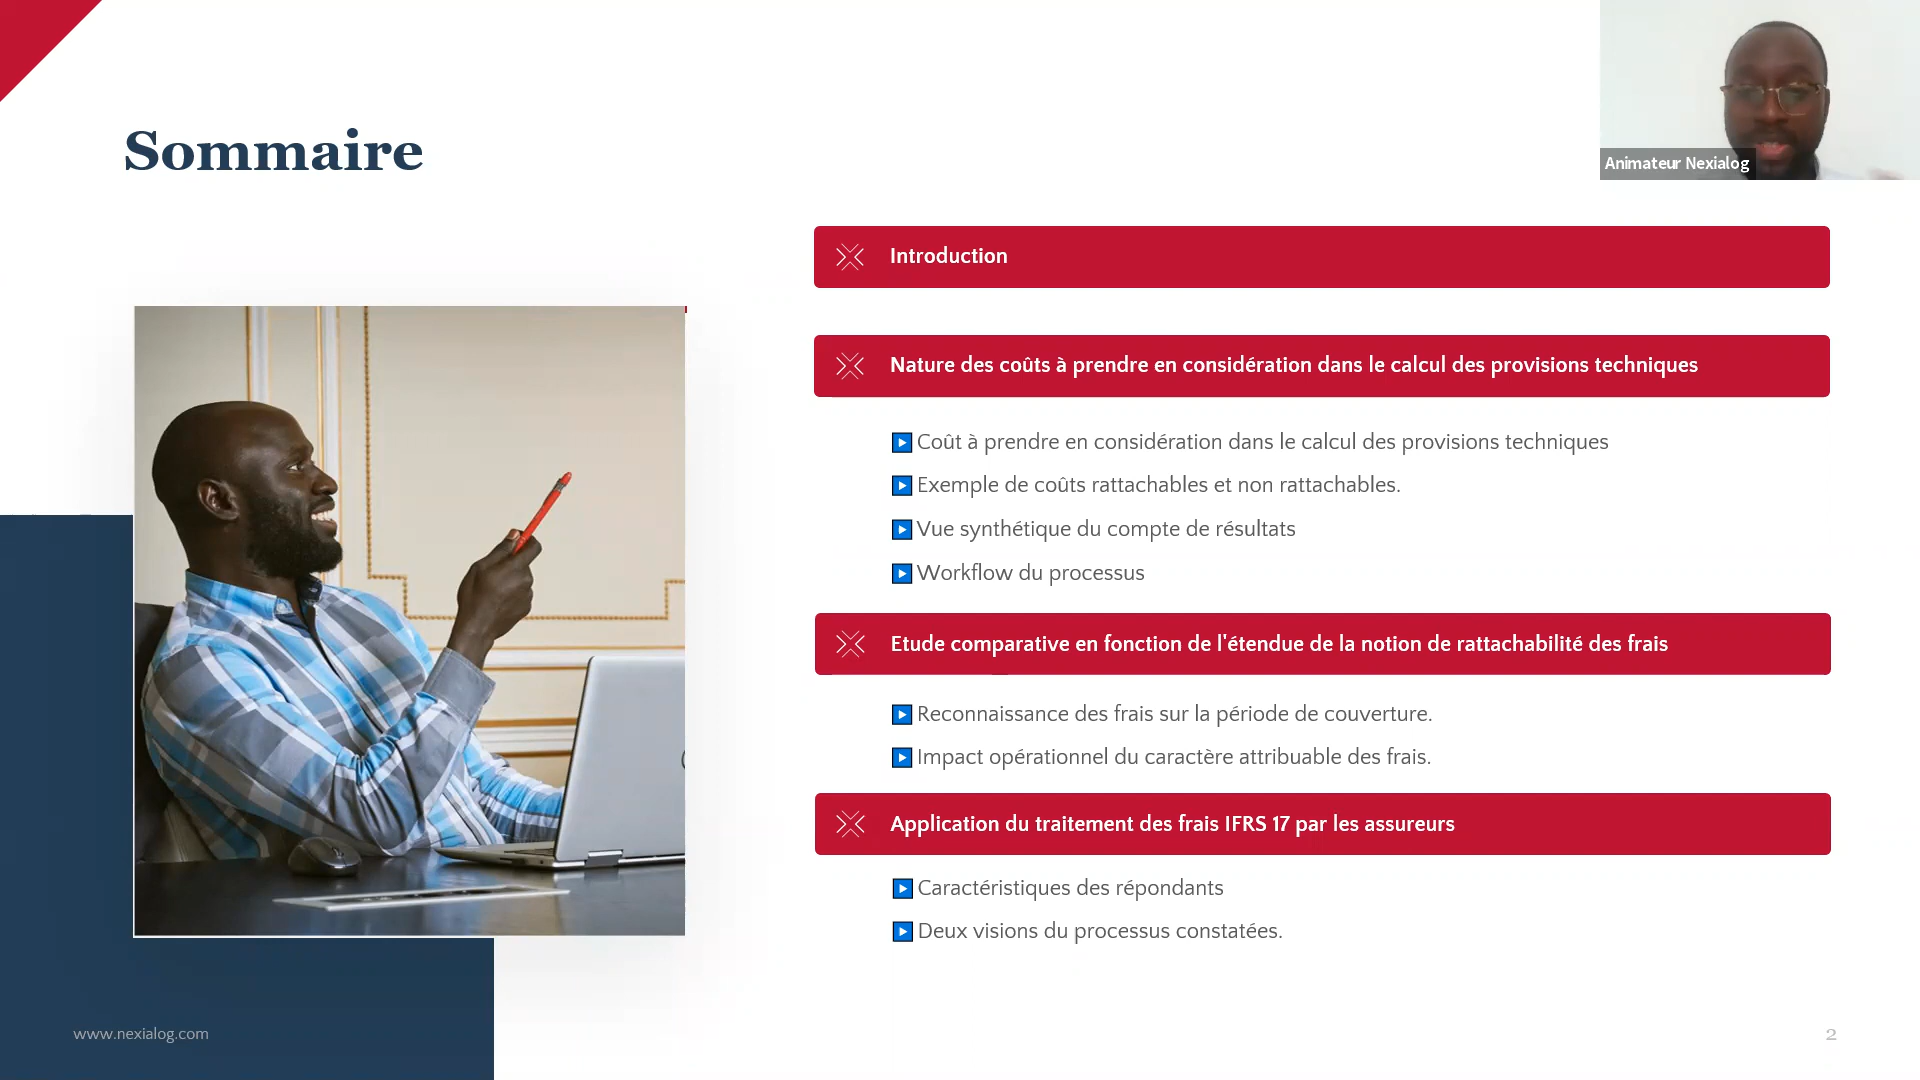 Sommaire
Animateur Nexialog
Introduction
Nature des coûts à prendre en considération dans le calcul des provisions techniques
Coût à prendre en considération dans le calcul des provisions techniques
Exemple de coûts rattachables et non rattachables.
Vue synthétique du compte de résultats
Workflow du processus
Etude comparative en fonction de l'étendue de la notion de rattachabilité des frais
Reconnaissance des frais sur la période de couverture.
Impact opérationnel du caractère attribuable des frais.
Application du traitement des frais IFRS 17 par les assureurs
Caractéristiques des répondants
Deux visions du processus constatées.
www.nexialog.com
2